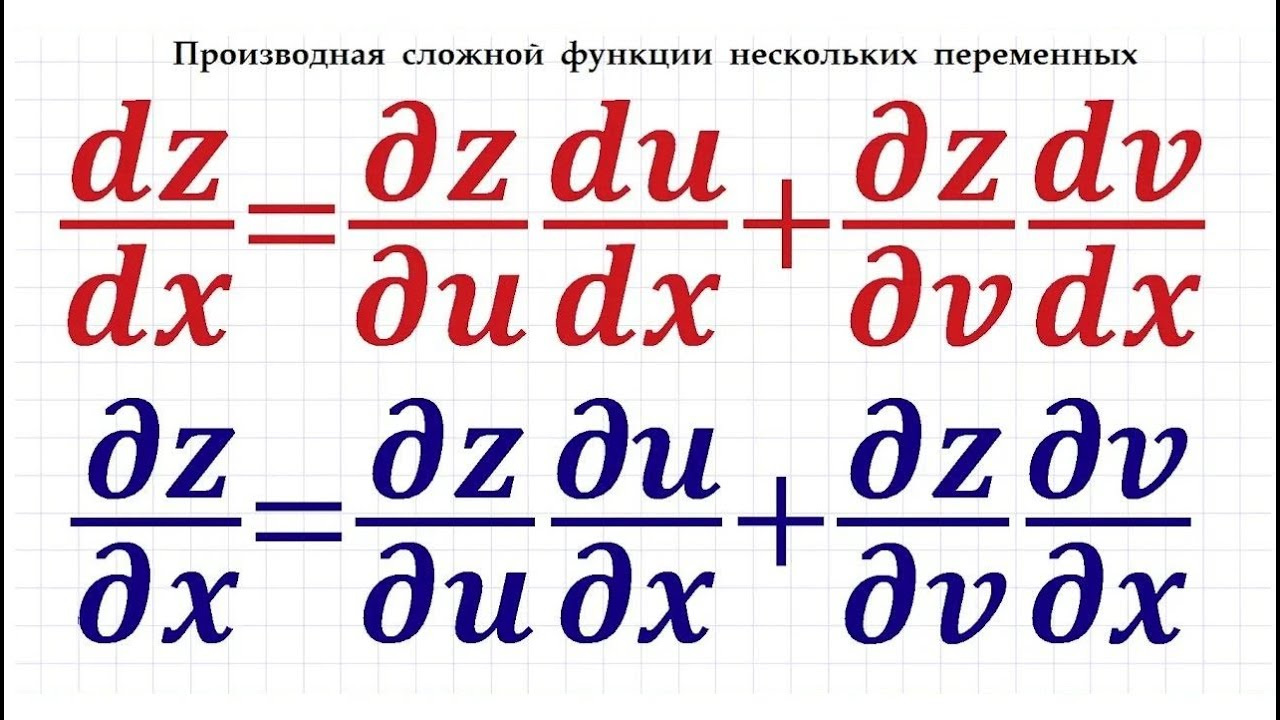 Производная сложной функции нескольких переменных
dz/dx=∂z/∂u du/dx+∂z/∂v dv/dx
∂z/∂x=∂z/∂u ∂u/∂x+∂z/∂v ∂v/∂x